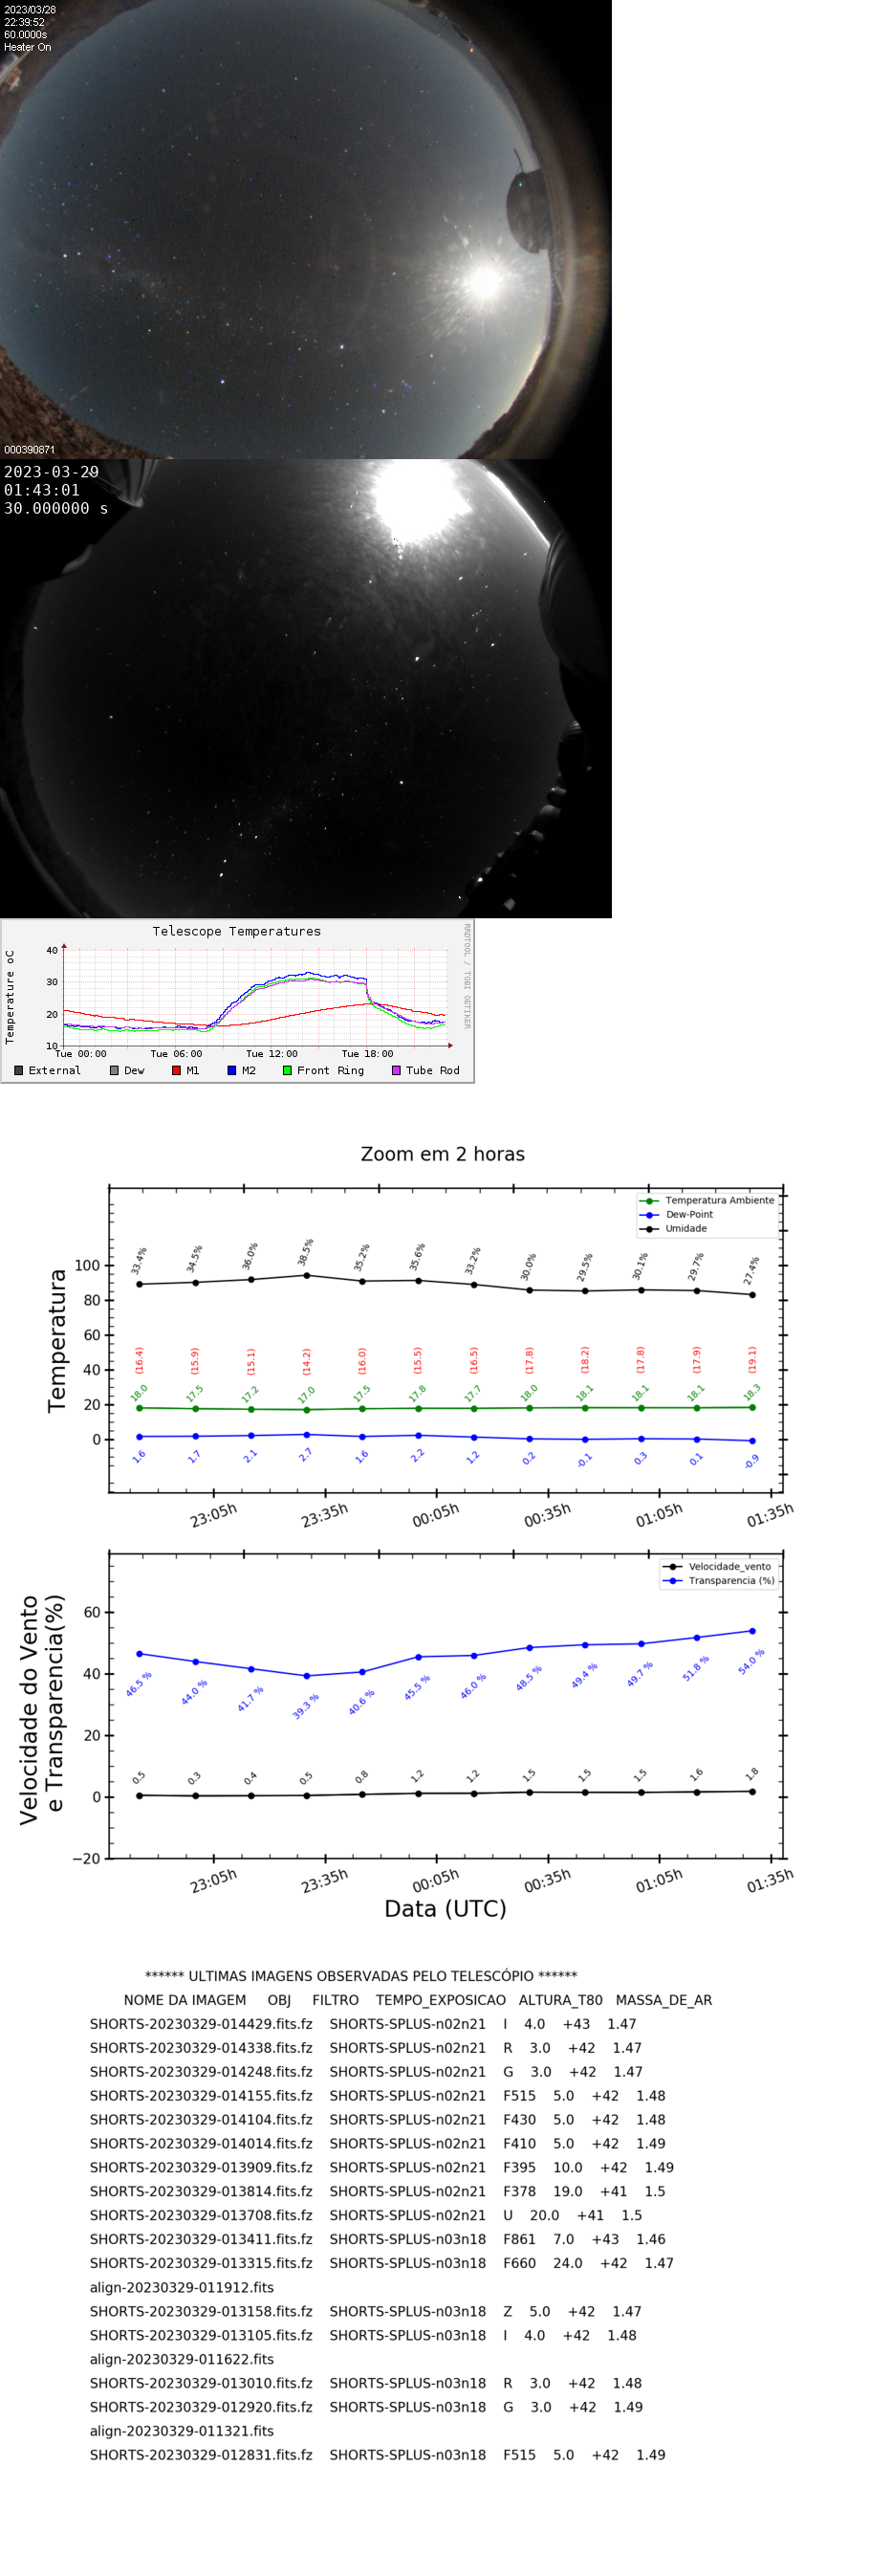 2023/03/28
22:39:52
60.0000s
Heater On
000390871
2023-03-29
01:43:01
30.000000 s
Telescope Temperatures
RRDTOOL / TOBI OETIKER
Temperature oC
40
30
20
10
Tue 00:00 Tue 06:00 Tue 12:00 Tue 18:00
External Dew M1 M2 Front Ring Tube Rod
Zoom em 2 horas
Temperatura Ambiente
Dew-Point
Umidade
Temperatura
100
80
60
40
20
0
33.4% 34.5% 36.0% 38.5% 35.2% 35.6% 33.2% 30.0% 29.5% 30.1% 29.7% 27.4%
(16.4) (15.9) (15.1) (14.2) (16.0) (15.5) (16.5) (17.8) (18.2) (17.8) (17.9) (19.1)
18.0 17.5 17.2 17.0 17.5 17.8 17.7 18.0 18.1 18.1 18.1 18.3
1.6 1.7 2.1 2.7 1.6 2.2 1.2 0.2 -0.1 0.3 0.1 -0.9
23:05h 23:35h 00:05h 00:35h 01:05h 01:35h
Velocidade_vento
Transparencia (%)
Velocidade do Vento
e Transparencia(%)
60
40
20
0
−20
46.5 % 44.0 % 41.7 % 39.3 % 40.6 % 45.5 % 46.0 % 48.5 % 49.4 % 49.7 % 51.8 % 54.0 %
0.5 0.3 0.4 0.5 0.8 1.2 1.2 1.5 1.5 1.5 1.6 1.8
23:05h 23:35h 00:05h 00:35h 01:05h 01:35h
Data (UTC)
****** ULTIMAS IMAGENS OBSERVADAS PELO TELESCÓPIO ******
NOME DA IMAGEM OBJ FILTRO TEMPO_EXPOSICAO ALTURA_T80 MASSA_DE_AR
SHORTS-20230329-014429.fits.fz SHORTS-SPLUS-n02n21 I 4.0 +43 1.47
SHORTS-20230329-014338.fits.fz SHORTS-SPLUS-n02n21 R 3.0 +42 1.47
SHORTS-20230329-014248.fits.fz SHORTS-SPLUS-n02n21 G 3.0 +42 1.47
SHORTS-20230329-014155.fits.fz SHORTS-SPLUS-n02n21 F515 5.0 +42 1.48
SHORTS-20230329-014104.fits.fz SHORTS-SPLUS-n02n21 F430 5.0 +42 1.48
SHORTS-20230329-014014.fits.fz SHORTS-SPLUS-n02n21 F410 5.0 +42 1.49
SHORTS-20230329-013909.fits.fz SHORTS-SPLUS-n02n21 F395 10.0 +42 1.49
SHORTS-20230329-013814.fits.fz SHORTS-SPLUS-n02n21 F378 19.0 +41 1.5
SHORTS-20230329-013708.fits.fz SHORTS-SPLUS-n02n21 U 20.0 +41 1.5
SHORTS-20230329-013411.fits.fz SHORTS-SPLUS-n03n18 F861 7.0 +43 1.46
SHORTS-20230329-013315.fits.fz SHORTS-SPLUS-n03n18 F660 24.0 +42 1.47
align-20230329-011912.fits
SHORTS-20230329-013158.fits.fz SHORTS-SPLUS-n03n18 Z 5.0 +42 1.47
SHORTS-20230329-013105.fits.fz SHORTS-SPLUS-n03n18 I 4.0 +42 1.48
align-20230329-011622.fits
SHORTS-20230329-013010.fits.fz SHORTS-SPLUS-n03n18 R 3.0 +42 1.48
SHORTS-20230329-012920.fits.fz SHORTS-SPLUS-n03n18 G 3.0 +42 1.49
align-20230329-011321.fits
SHORTS-20230329-012831.fits.fz SHORTS-SPLUS-n03n18 F515 5.0 +42 1.49